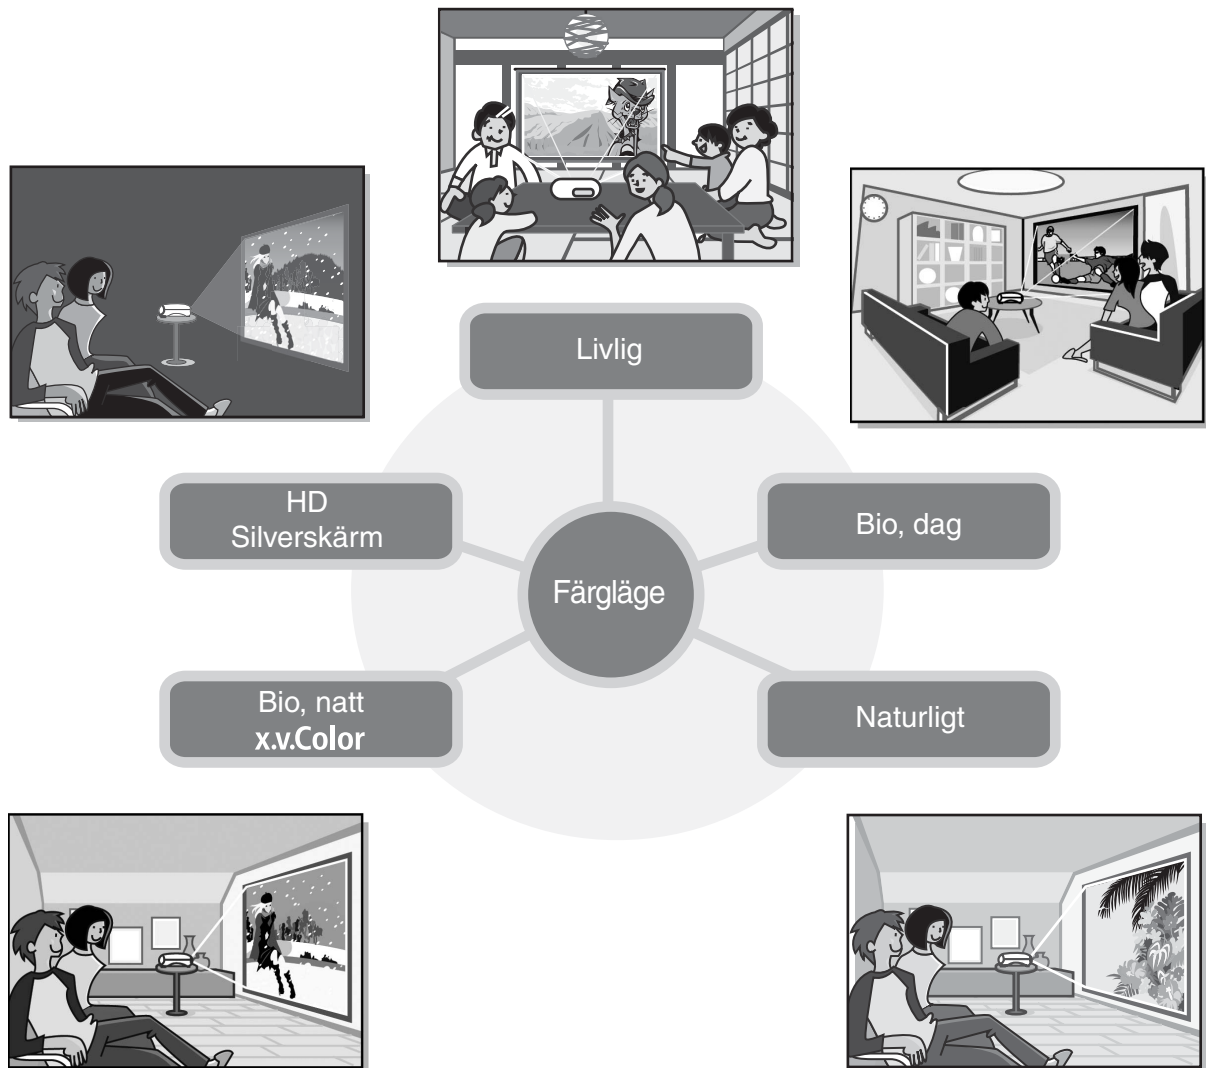 Livlig
HD
Silverskärm
Bio, dag
Färgläge
Bio, natt
x.v.Color
Naturligt